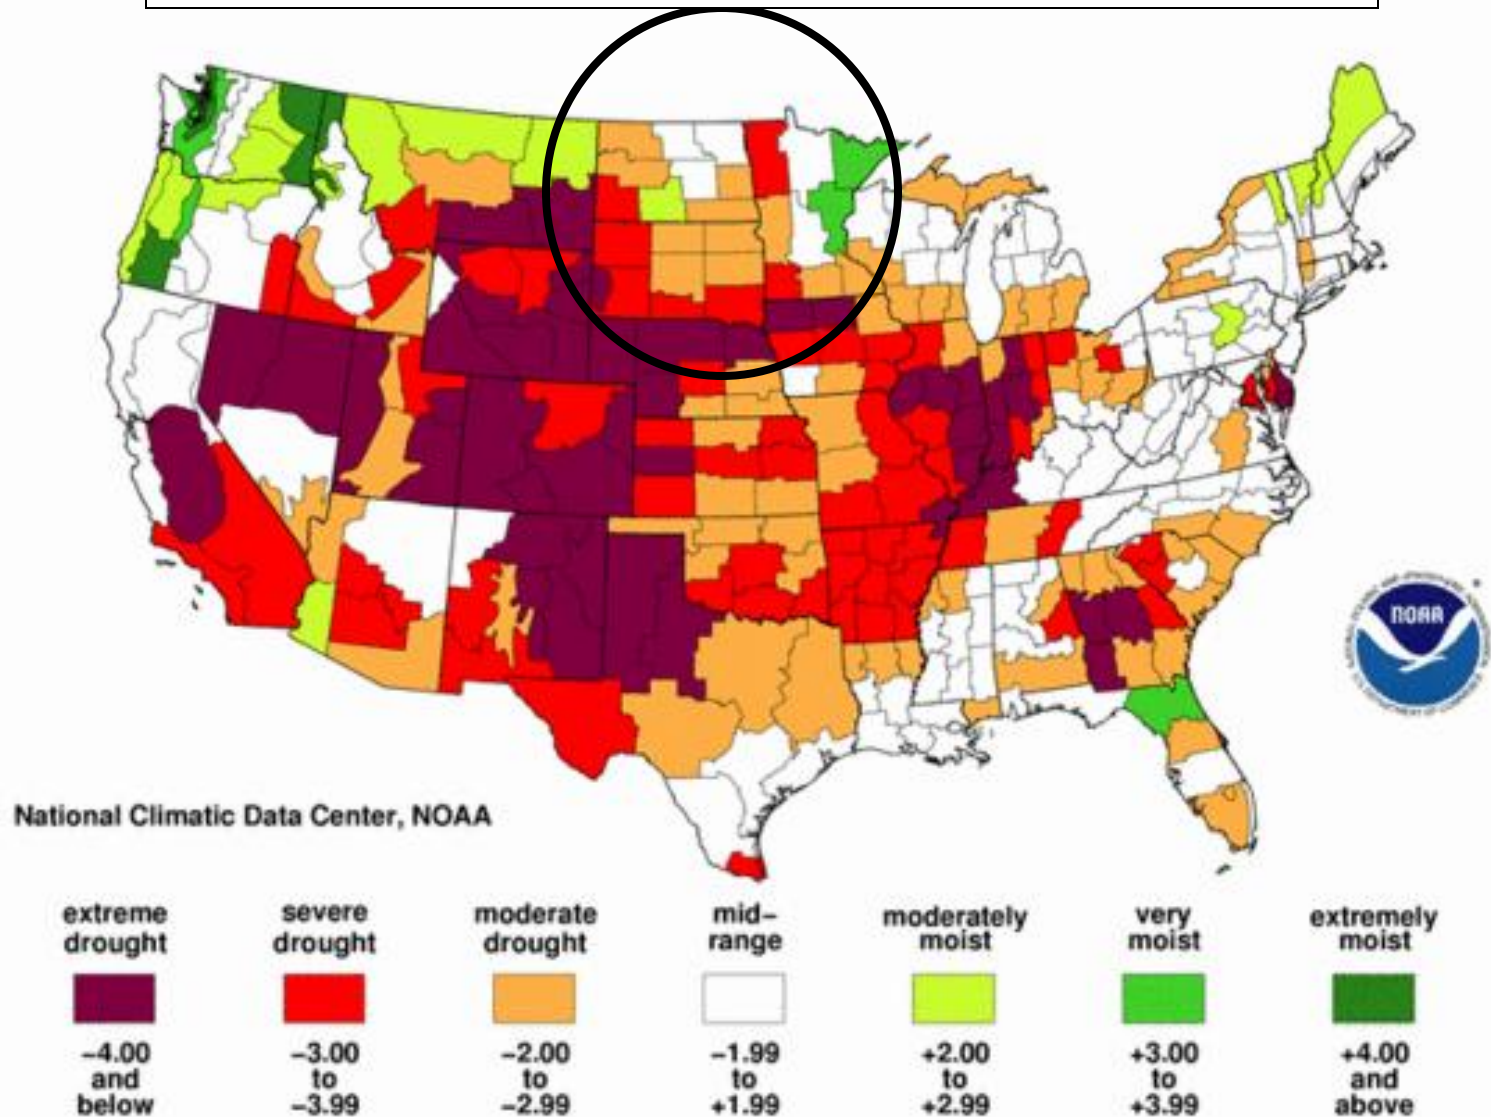 NOAA
National Climatic Data Center, NOAA
extreme severe moderate mid- moderately very extremely
drought drought drought range moist moist moist
-4.00 -3.00 -2.00 -1.99 +2.00 +3.00 +4.00
and to to to to to and
below -3.99 -2.99 +1.99 +2.99 +3.99 above